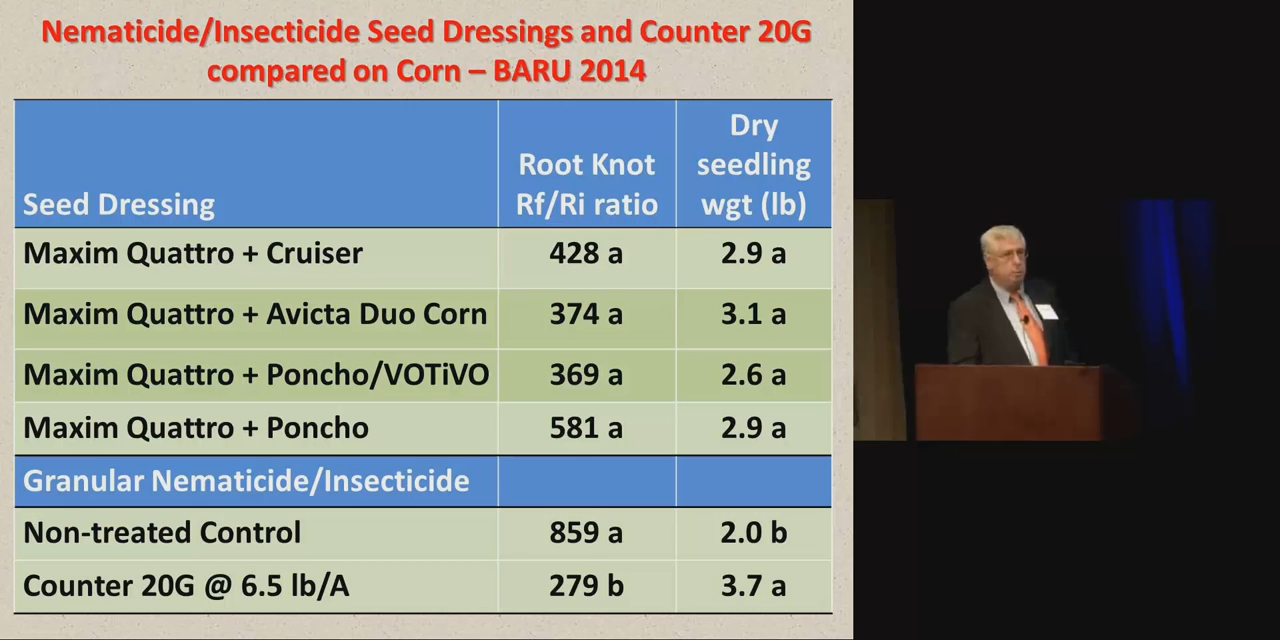 Nematicide/Insecticide Seed Dressings and Counter 20G
compared on Corn – BARU 2014
Seed Dressing Root Knot Rf/Ri ratio Dry seedling wgt (lb)
Maxim Quattro + Cruiser 428 a 2.9 a
Maxim Quattro + Avicta Duo Corn 374 a 3.1 a
Maxim Quattro + Poncho/VOTiVO 369 a 2.6 a
Maxim Quattro + Poncho 581 a 2.9 a
Granular Nematicide/Insecticide
Non-treated Control 859 a 2.0 b
Counter 20G @ 6.5 lb/A 279 b 3.7 a